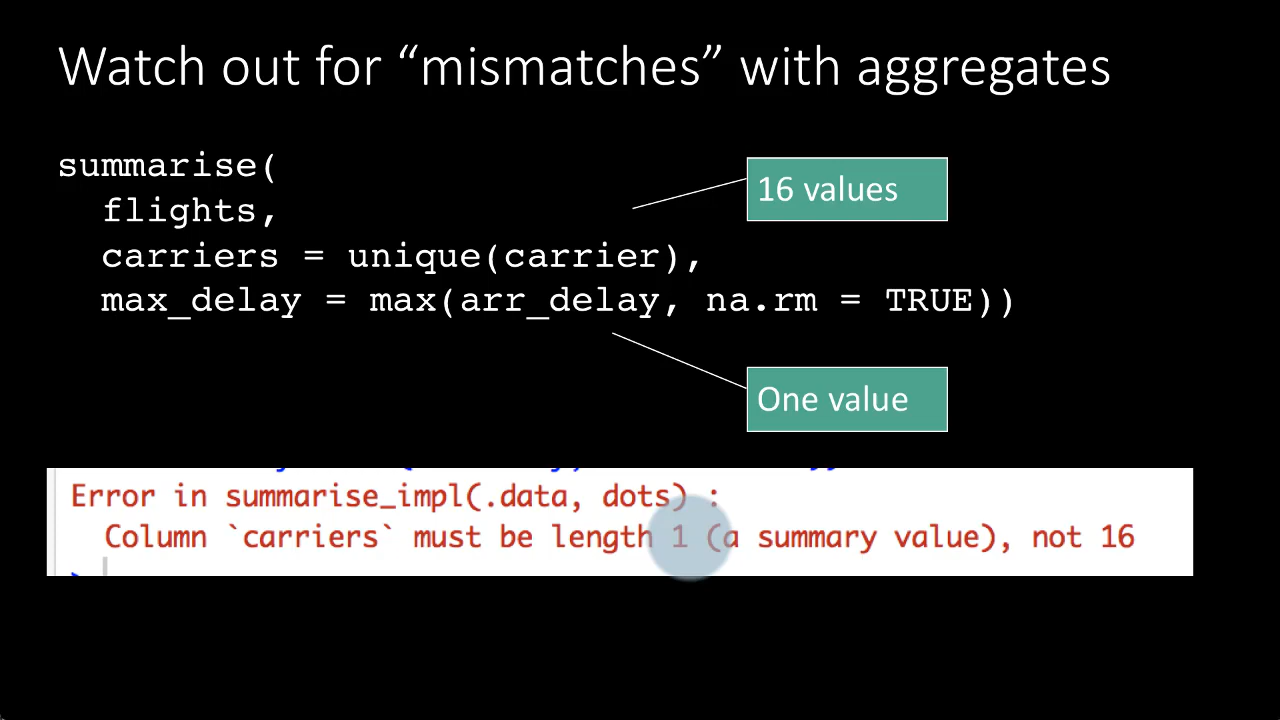 Watch out for “mismatches” with aggregates
summarise(
flights,
carriers = unique(carrier),
max_delay = max(arr_delay, na.rm = TRUE))
16 values
One value
Error in summarise_impl(.data, dots) :
Column `carriers` must be length 1 (a summary value), not 16